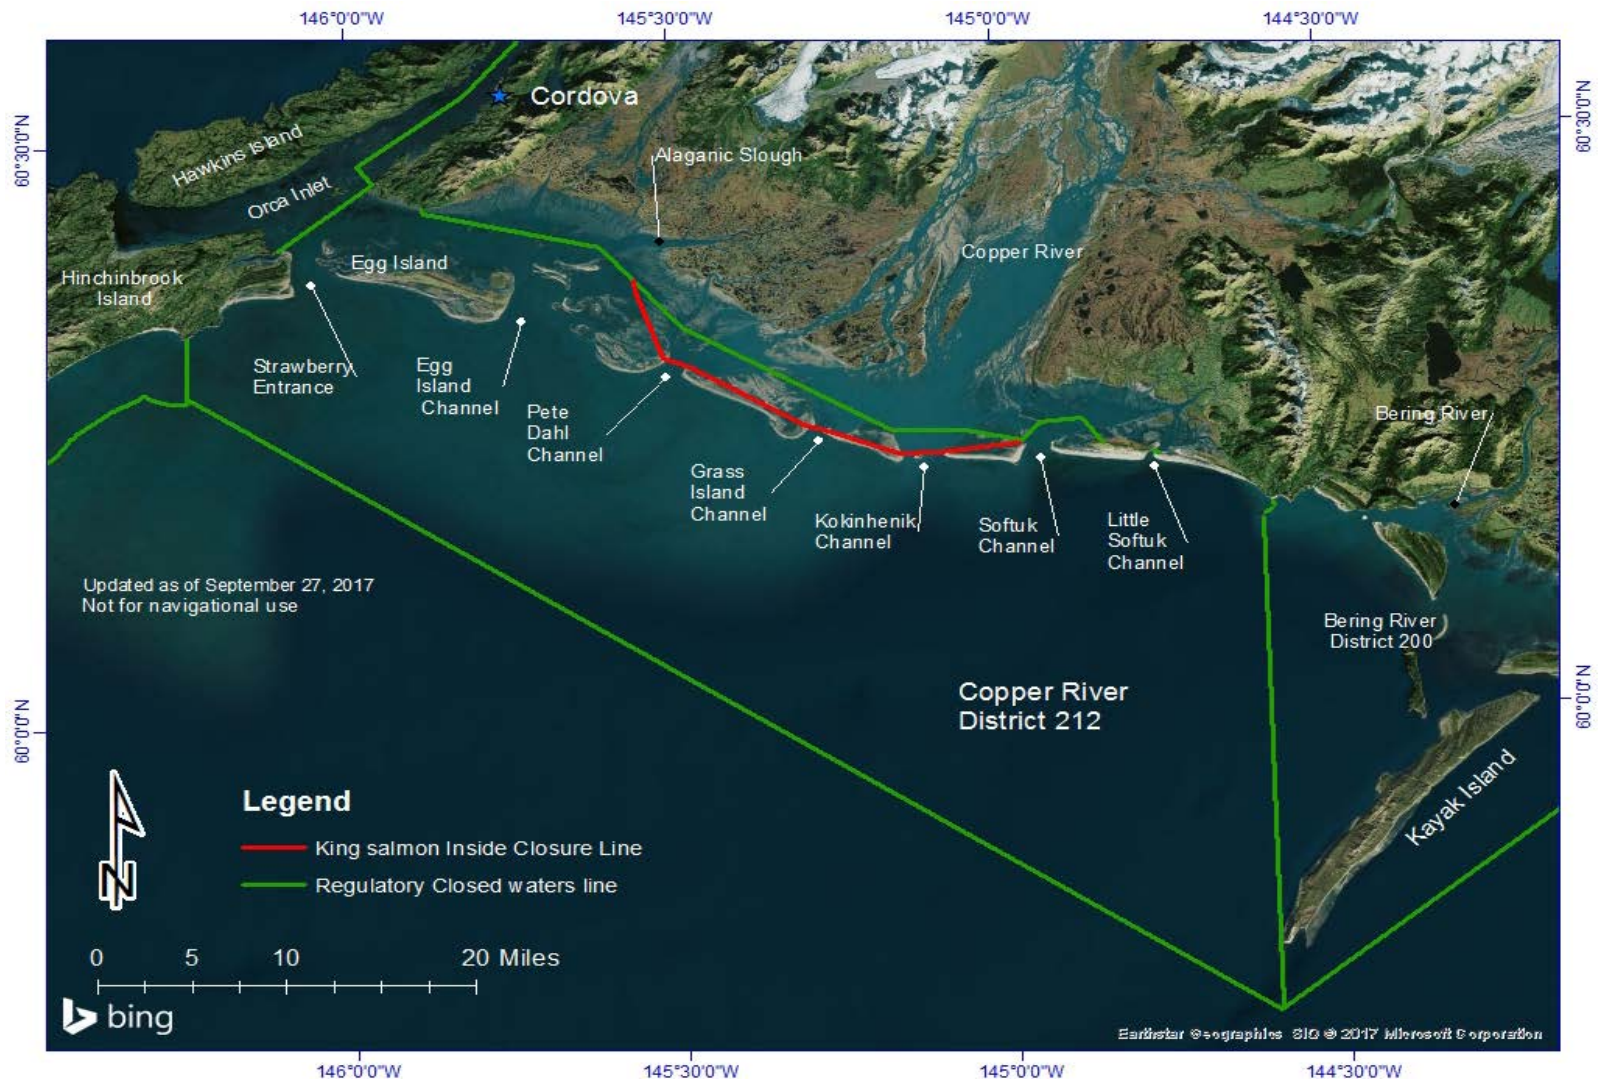 146°0'0"W
145°30'0"W
145°0'0"W
144°30'0"W
60°30'0"N
60°30'0"N
Cordova
Hawkins Island
Orca Inlet
Alaganic Slough
Copper River
Egg Island
Hinchinbrook
Island
Strawberry
Entrance
Egg
Island
Channel
Pete
Dahl
Channel
Grass
Island
Channel
Kokinhenik
Channel
Softuk
Channel
Little
Softuk
Channel
Bering River
Updated as of September 27, 2017
Not for navigational use
Bering River
District 200
Copper River
District 212
60°0'0"N
60°0'0"N
Kayak Island
N
Legend
King salmon Inside Closure Line
Regulatory Closed waters line
0 5 10 20 Miles
bing
Earthstar Geographics SIO © 2017 Microsoft Corporation
146°0'0"W
145°30'0"W
145°0'0"W
144°30'0"W